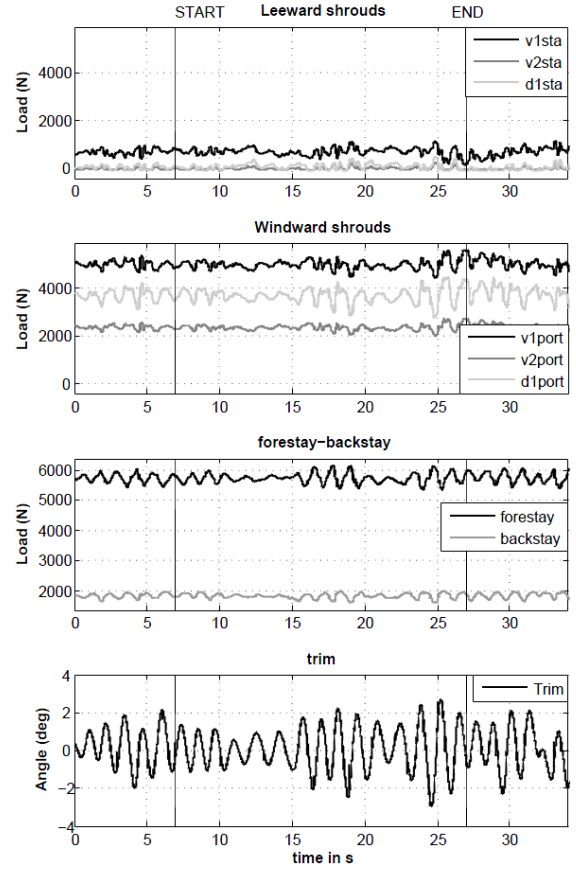 START Leeward shrouds END
v1sta
v2sta
d1sta
Load (N)
4000
2000
0
0 5 10 15 20 25 30
Windward shrouds
Load (N)
4000
2000
0
v1port
v2port
d1port
0 5 10 15 20 25 30
forestay-backstay
Load (N)
6000
5000
4000
3000
2000
forestay
backstay
0 5 10 15 20 25 30
trim
Trim
Angle (deg)
4
2
0
-2
-4
0 5 10 15 20 25 30
time in s